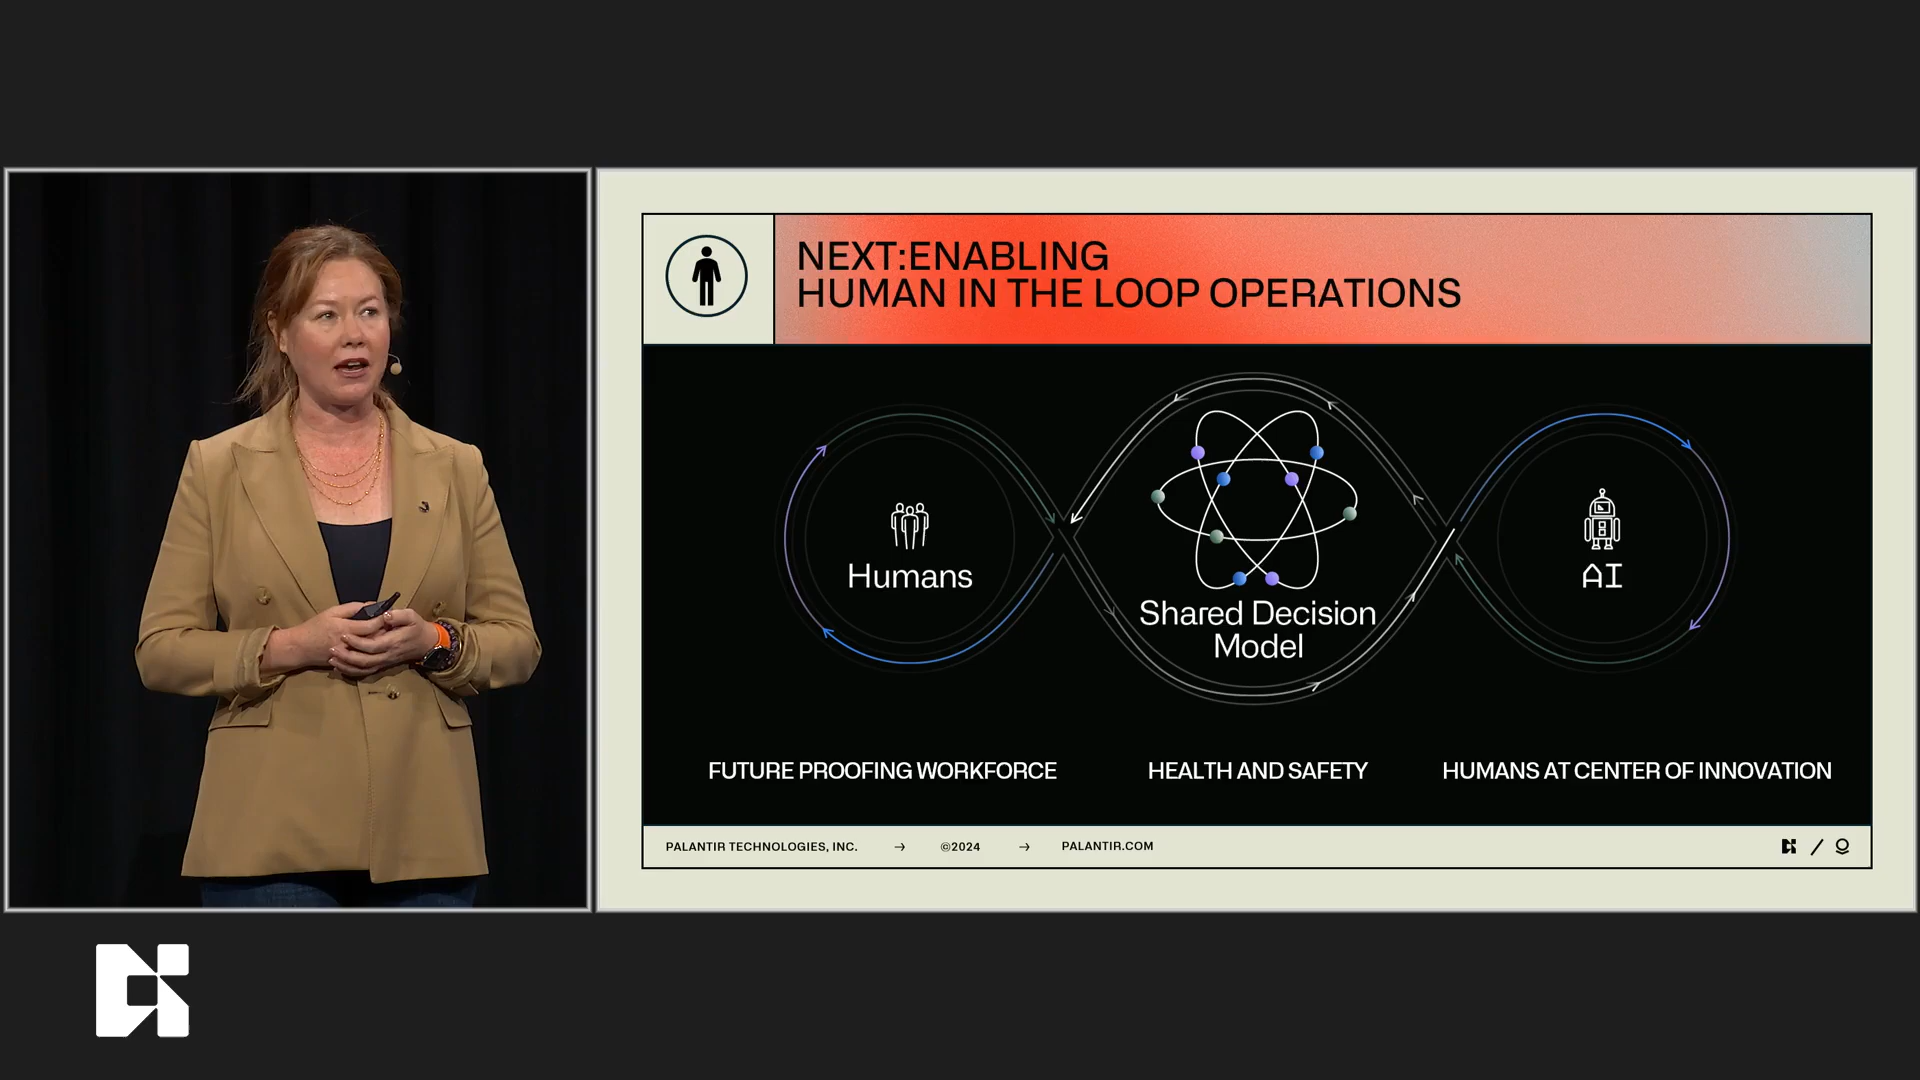 NEXT:ENABLING
HUMAN IN THE LOOP OPERATIONS
Humans
Shared Decision
Model
AI
FUTURE PROOFING WORKFORCE
HEALTH AND SAFETY
HUMANS AT CENTER OF INNOVATION
PALANTIR TECHNOLOGIES, INC. → ©2024 → PALANTIR.COM